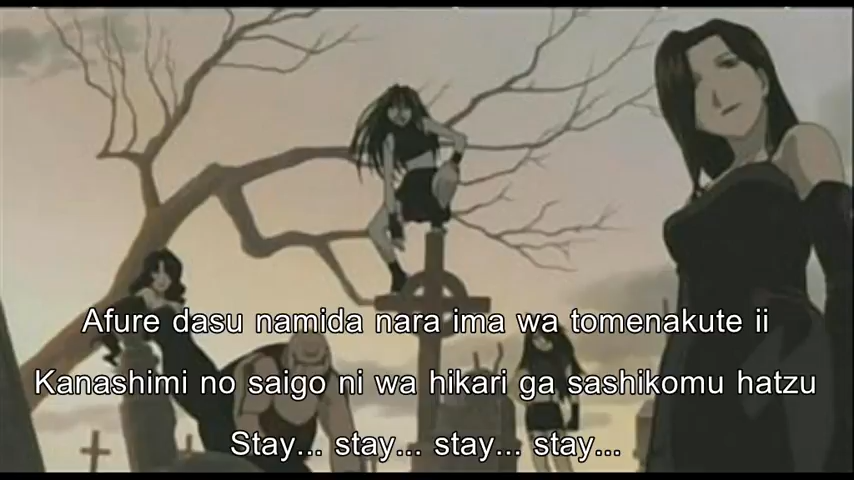 Afure dasu namida nara ima wa tomenakute ii
Kanashimi no saigo ni wa hikari ga sashikomu hatzu
Stay... stay... stay... stay...